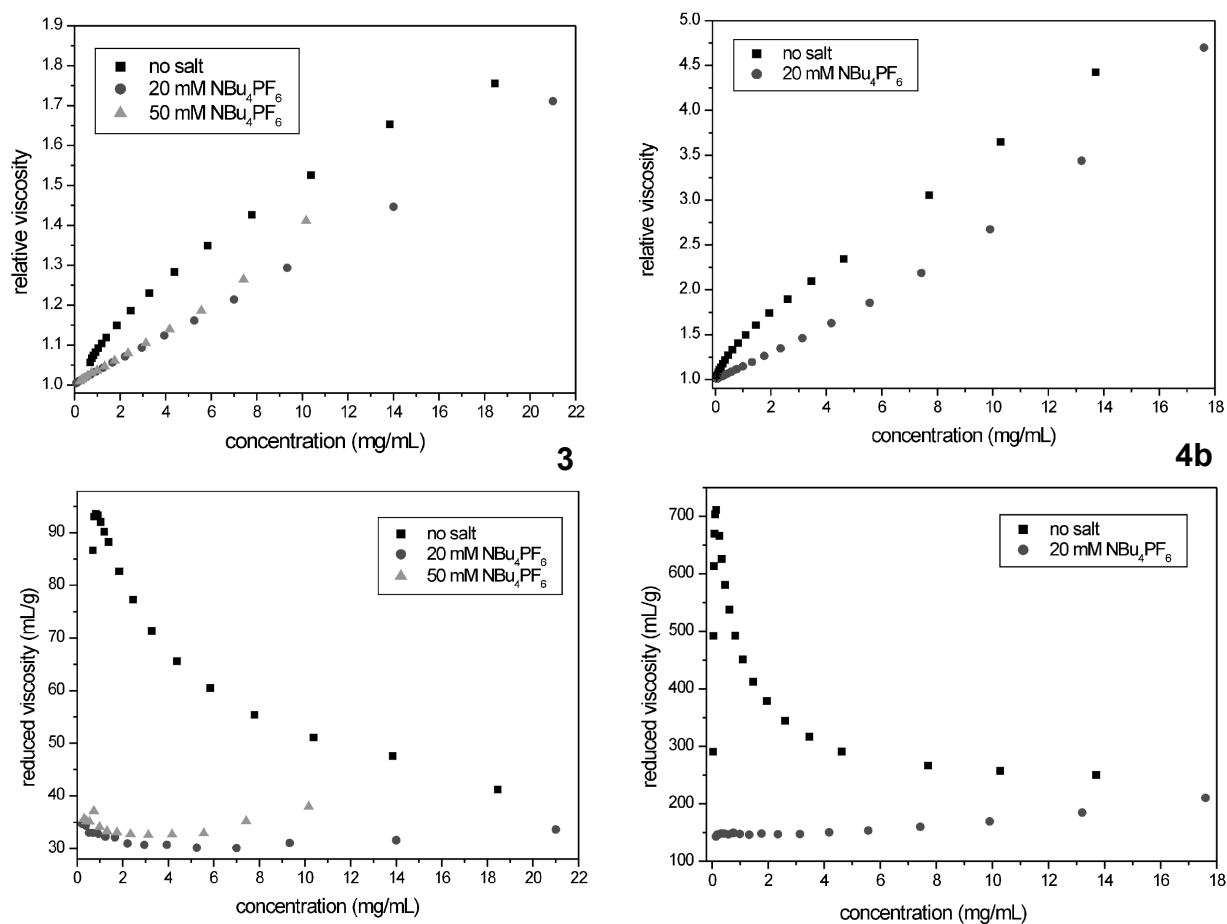 1.9
1.8
1.7
1.6
1.5
1.4
1.3
1.2
1.1
1.0
relative viscosity
no salt
20 mM NBu₄PF₆
50 mM NBu₄PF₆
0 2 4 6 8 10 12 14 16 18 20 22
concentration (mg/mL)
3
5.0
4.5
4.0
3.5
3.0
2.5
2.0
1.5
1.0
relative viscosity
no salt
20 mM NBu₄PF₆
0 2 4 6 8 10 12 14 16 18
concentration (mg/mL)
4b
90
80
70
60
50
40
30
reduced viscosity (mL/g)
no salt
20 mM NBu₄PF₆
50 mM NBu₄PF₆
0 2 4 6 8 10 12 14 16 18 20 22
concentration (mg/mL)
700
600
500
400
300
200
100
reduced viscosity (mL/g)
no salt
20 mM NBu₄PF₆
0 2 4 6 8 10 12 14 16 18
concentration (mg/mL)